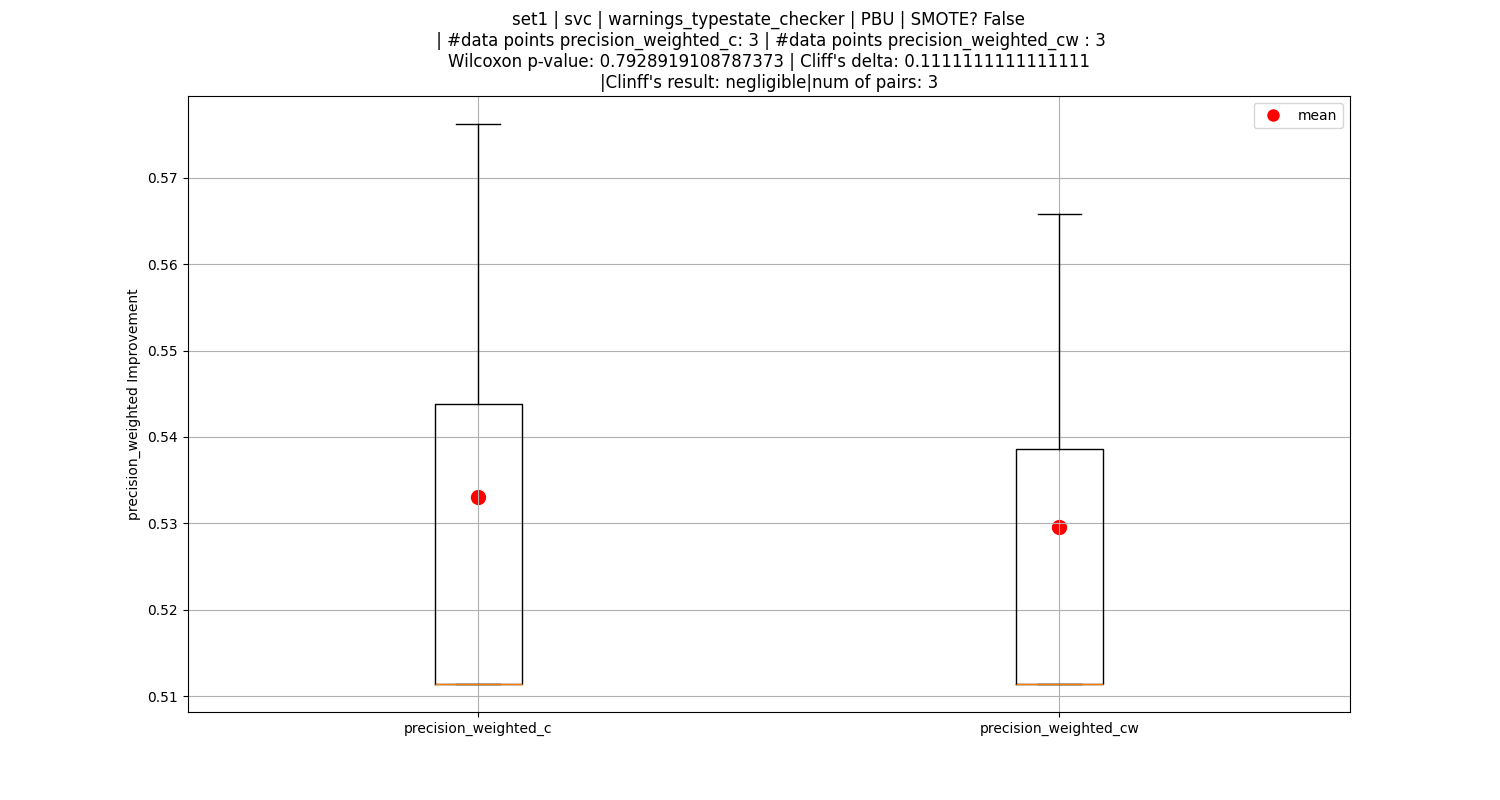 set1 | svc | warnings_typestate_checker | PBU | SMOTE? False
| #data points precision_weighted_c: 3 | #data points precision_weighted_cw : 3
Wilcoxon p-value: 0.7928919108787373 | Cliff's delta: 0.1111111111111111
|Clinff's result: negligible|num of pairs: 3
mean
precision_weighted Improvement
0.57
0.56
0.55
0.54
0.53
0.52
0.51
precision_weighted_c
precision_weighted_cw